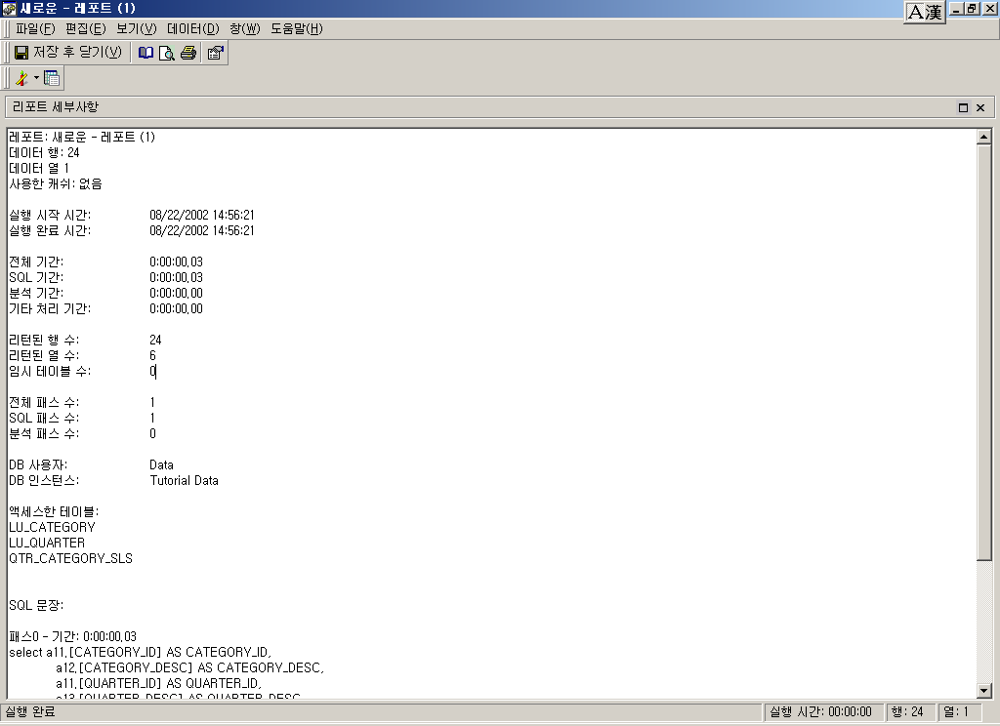 새로운 - 레포트 (1)
A漢
파일(F) 편집(E) 보기(V) 데이터(D) 창(W) 도움말(H)
저장 후 닫기(V)
리포트 세부사항
레포트: 새로운 - 레포트 (1)
데이터 행: 24
데이터 열 1
사용한 캐쉬: 없음
실행 시작 시간: 08/22/2002 14:56:21
실행 완료 시간: 08/22/2002 14:56:21
전체 기간: 0:00:00.03
SQL 기간: 0:00:00.03
분석 기간: 0:00:00.00
기타 처리 기간: 0:00:00.00
리턴된 행 수: 24
리턴된 열 수: 6
임시 테이블 수: 0
전체 패스 수: 1
SQL 패스 수: 1
분석 패스 수: 0
DB 사용자: Data
DB 인스턴스: Tutorial Data
액세스한 테이블:
LU_CATEGORY
LU_QUARTER
QTR_CATEGORY_SLS
SQL 문장:
패스0 - 기간: 0:00:00.03
select a11.[CATEGORY_ID] AS CATEGORY_ID,
a12.[CATEGORY_DESC] AS CATEGORY_DESC,
a11.[QUARTER_ID] AS QUARTER_ID,
a13.[QUARTER_DESC] AS QUARTER_DESC
실행 완료
실행 시간: 00:00:00 행: 24 열: 1